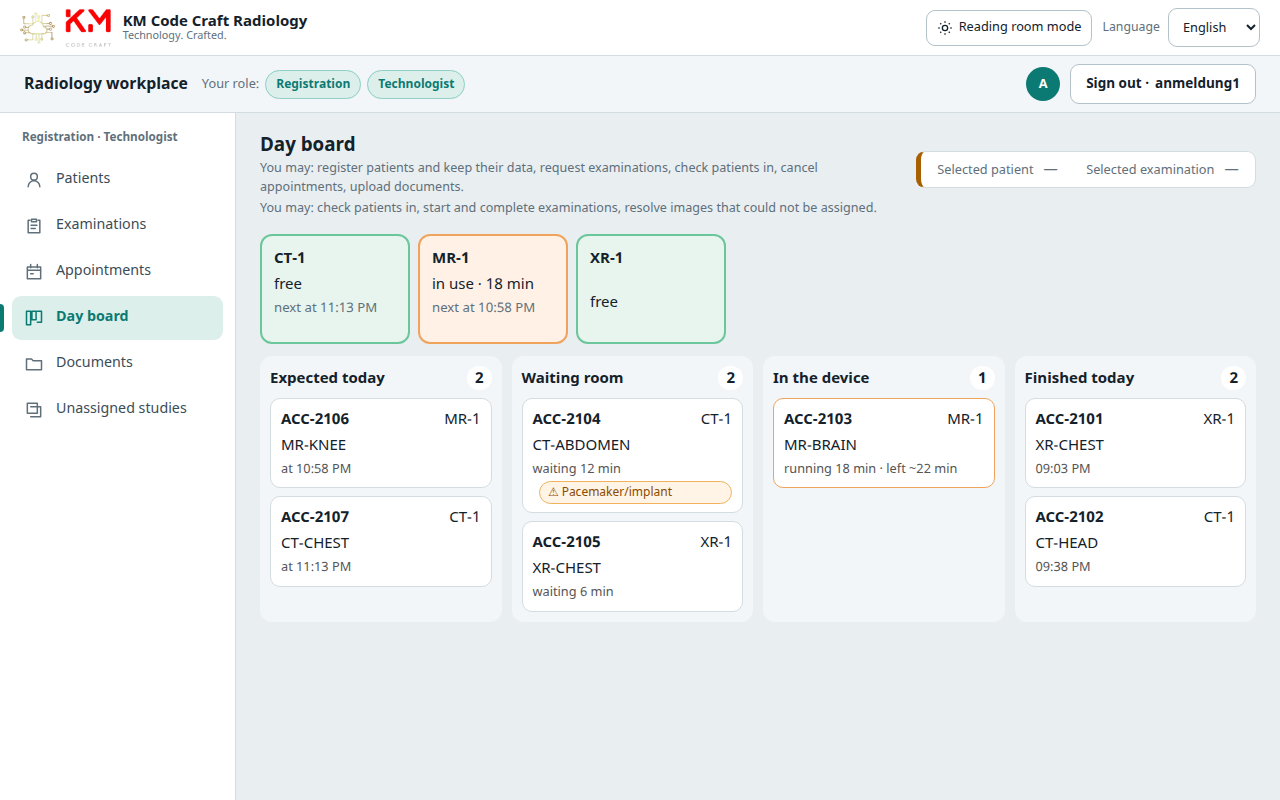 KM
CODE CRAFT
KM Code Craft Radiology
Technology. Crafted.
Reading room mode
Language
English
Radiology workplace
Your role:
Registration
Technologist
A
Sign out · anmeldung1
Registration · Technologist
Patients
Examinations
Appointments
Day board
Documents
Unassigned studies
Day board
You may: register patients and keep their data, request examinations, check patients in, cancel
appointments, upload documents.
You may: check patients in, start and complete examinations, resolve images that could not be assigned.
Selected patient —
Selected examination —
CT-1
free
next at 11:13 PM
MR-1
in use · 18 min
next at 10:58 PM
XR-1
free
Expected today 2
ACC-2106 MR-1
MR-KNEE
at 10:58 PM
ACC-2107 CT-1
CT-CHEST
at 11:13 PM
Waiting room 2
ACC-2104 CT-1
CT-ABDOMEN
waiting 12 min
⚠ Pacemaker/implant
ACC-2105 XR-1
XR-CHEST
waiting 6 min
In the device 1
ACC-2103 MR-1
MR-BRAIN
running 18 min · left ~22 min
Finished today 2
ACC-2101 XR-1
XR-CHEST
09:03 PM
ACC-2102 CT-1
CT-HEAD
09:38 PM